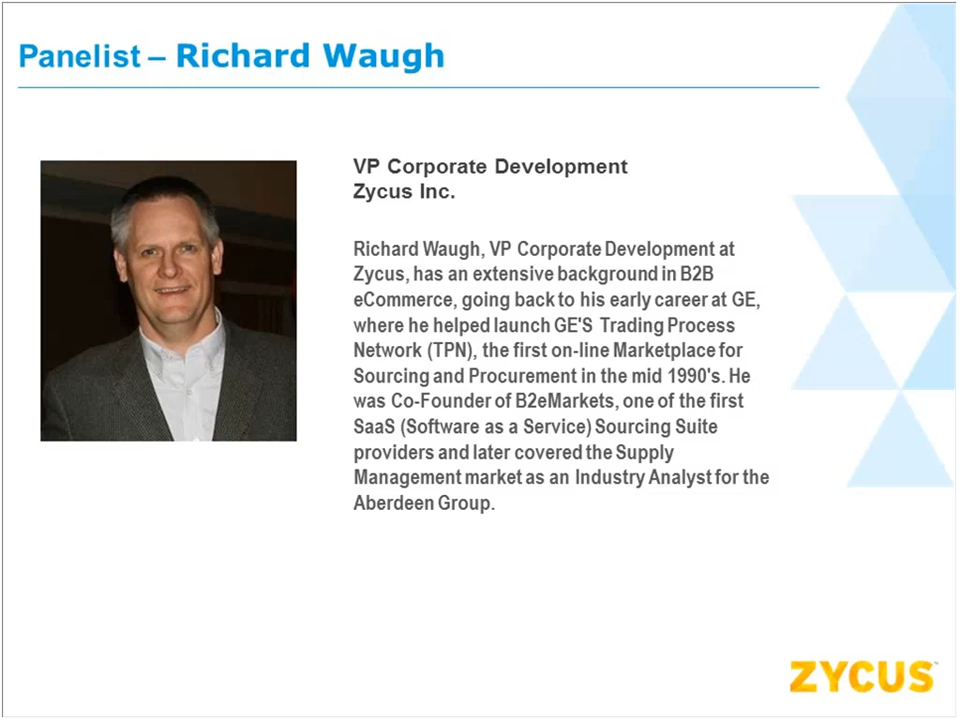 Panelist – Richard Waugh
VP Corporate Development
Zycus Inc.
Richard Waugh, VP Corporate Development at
Zycus, has an extensive background in B2B
eCommerce, going back to his early career at GE,
where he helped launch GE'S Trading Process
Network (TPN), the first on-line Marketplace for
Sourcing and Procurement in the mid 1990's. He
was Co-Founder of B2eMarkets, one of the first
SaaS (Software as a Service) Sourcing Suite
providers and later covered the Supply
Management market as an Industry Analyst for the
Aberdeen Group.
ZYCUS™